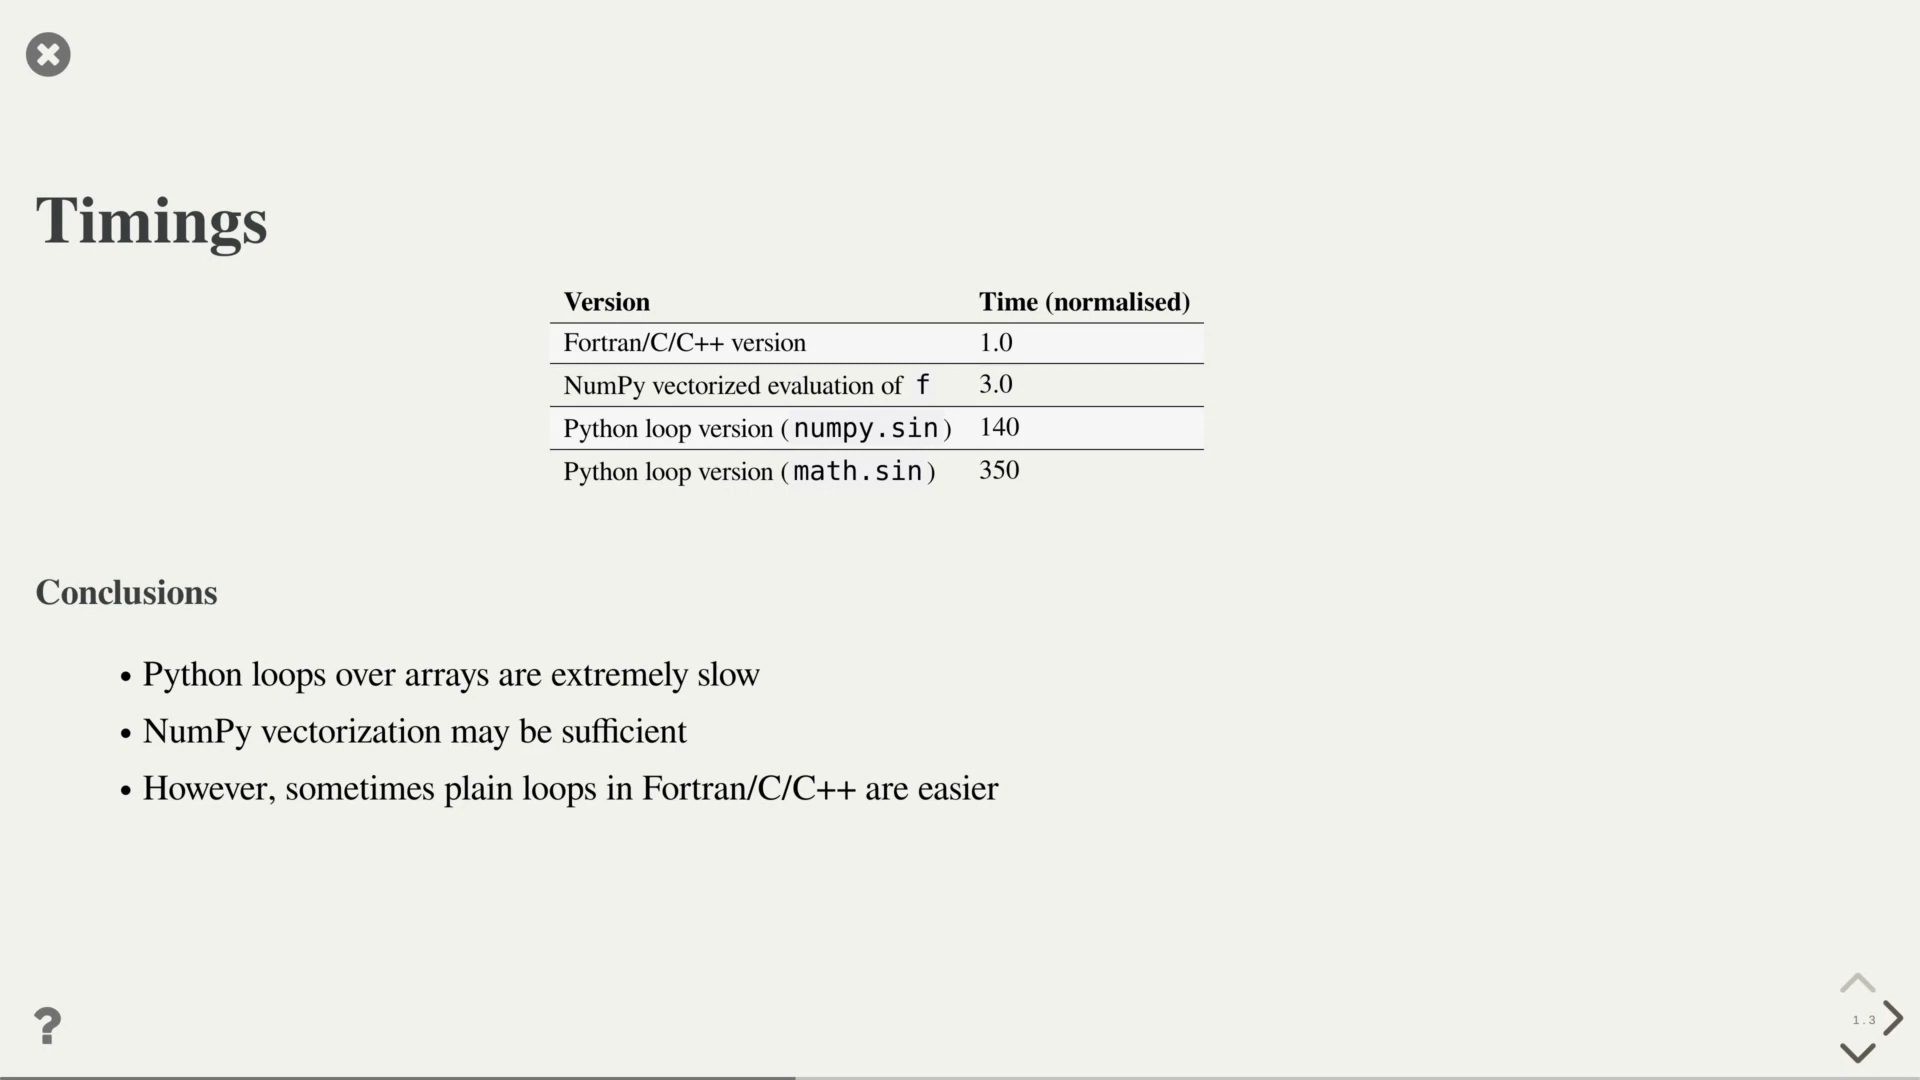 Timings
Version Time (normalised)
Fortran/C/C++ version 1.0
NumPy vectorized evaluation of f 3.0
Python loop version (numpy.sin) 140
Python loop version (math.sin) 350
Conclusions
• Python loops over arrays are extremely slow
• NumPy vectorization may be sufficient
• However, sometimes plain loops in Fortran/C/C++ are easier
?
1.3